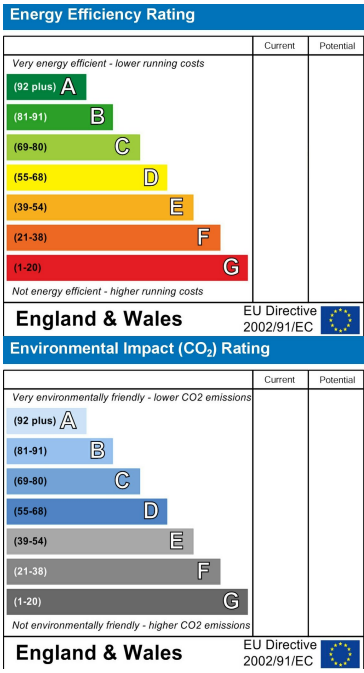 Energy Efficiency Rating
Current Potential
Very energy efficient - lower running costs
(92 plus) A
(81-91) B
(69-80) C
(55-68) D
(39-54) E
(21-38) F
(1-20) G
Not energy efficient - higher running costs
England & Wales
EU Directive
2002/91/EC
Environmental Impact (CO₂) Rating
Current Potential
Very environmentally friendly - lower CO2 emissions
(92 plus) A
(81-91) B
(69-80) C
(55-68) D
(39-54) E
(21-38) F
(1-20) G
Not environmentally friendly - higher CO2 emissions
England & Wales
EU Directive
2002/91/EC